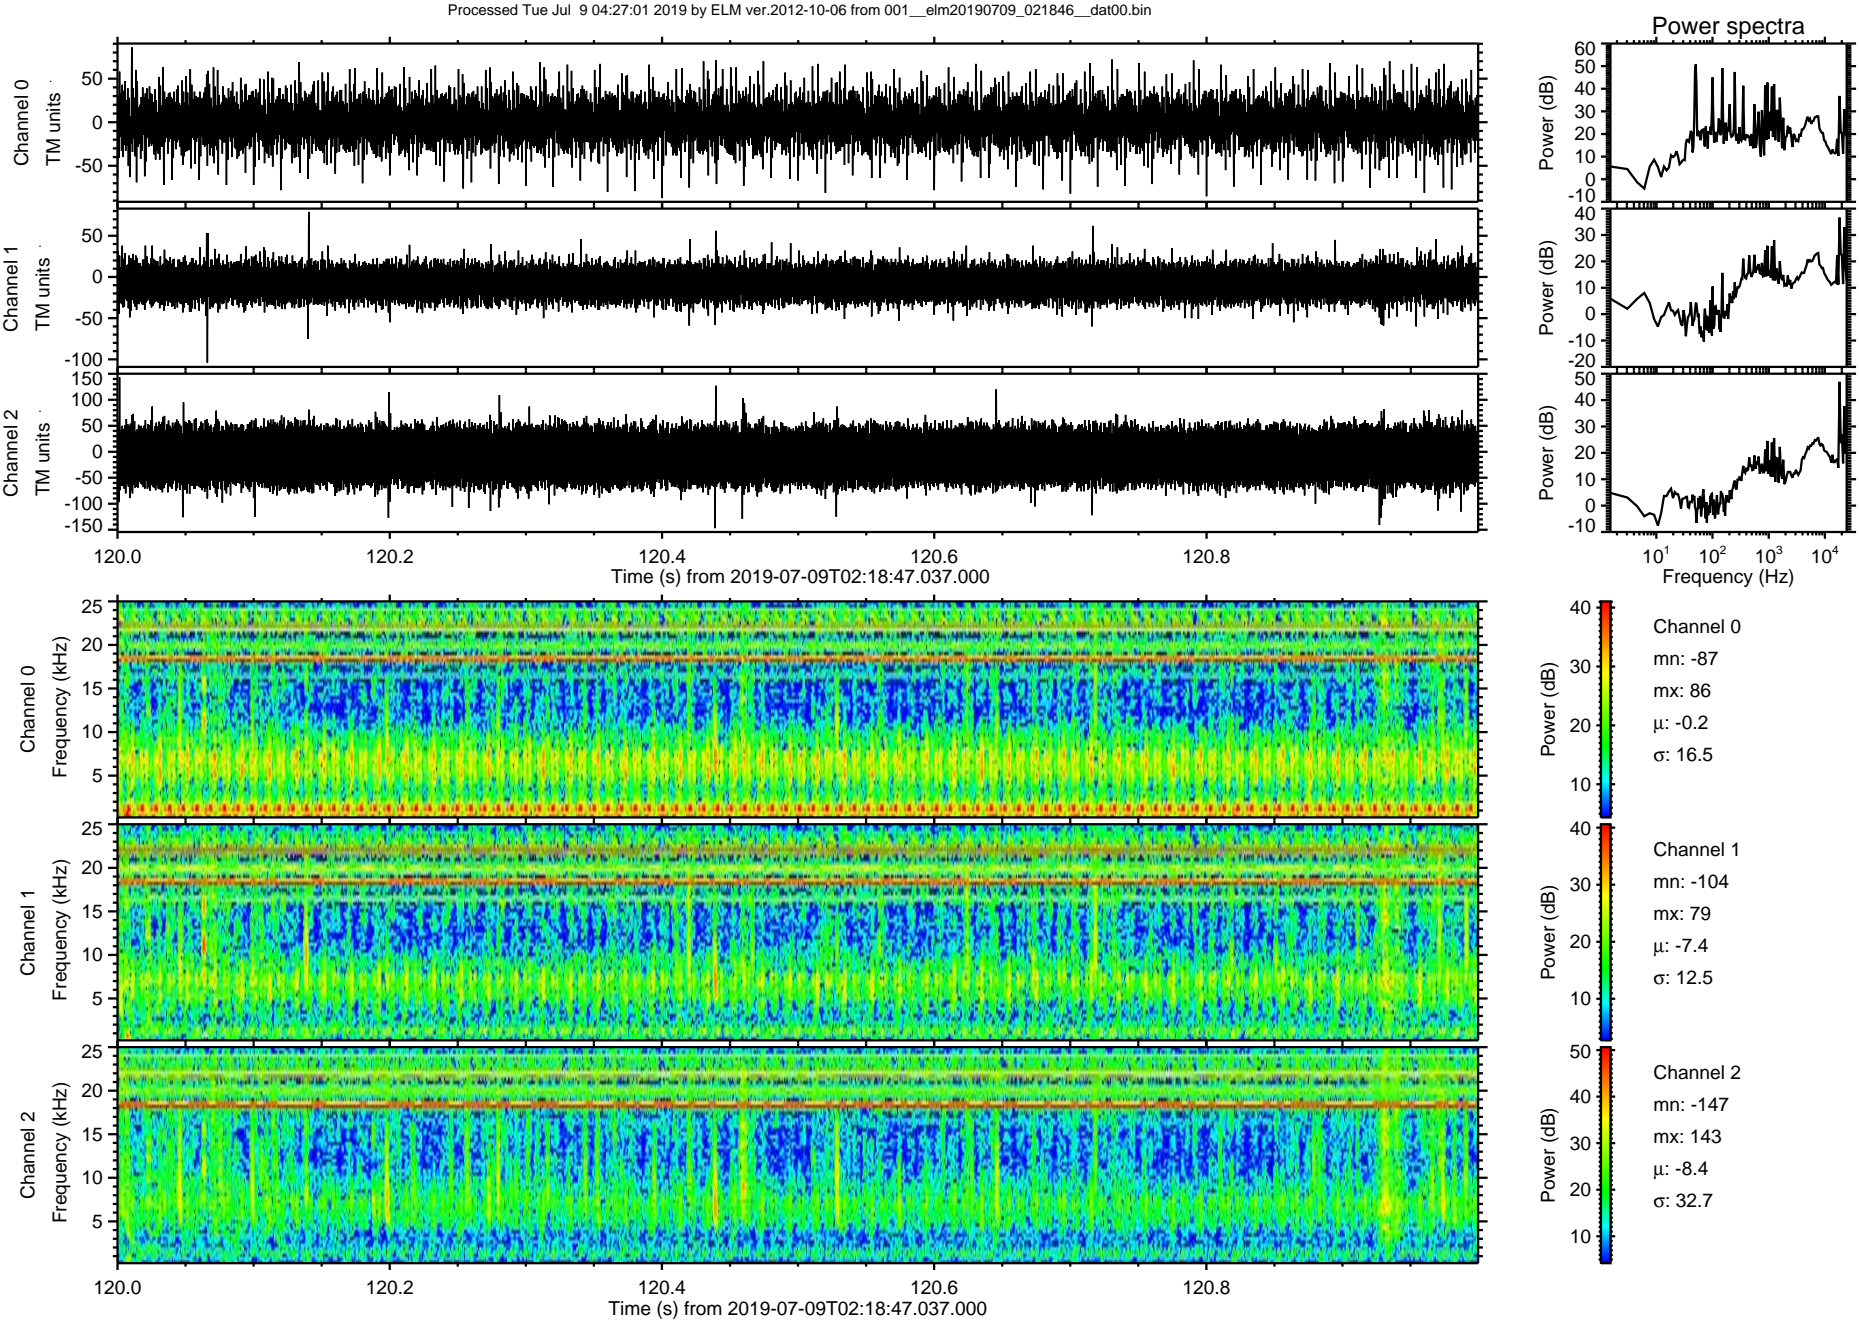 Processed Tue Jul  9 04:27:01 2019 by ELM ver.2012-10-06 from 001__elm20190709_021846__dat00.bin
Power spectra
Channel 0
TM units
50
0
-50
Power (dB)
60
50
40
30
20
10
0
-10
Channel 1
TM units
50
0
-50
-100
Power (dB)
40
30
20
10
0
-10
-20
Channel 2
TM units
150
100
50
0
-50
-100
-150
Power (dB)
50
40
30
20
10
0
-10
120.0 120.2 120.4 120.6 120.8
Time (s) from 2019-07-09T02:18:47.037.000
10¹ 10² 10³ 10⁴
Frequency (Hz)
Channel 0
Frequency (kHz)
25
20
15
10
5
Power (dB)
40
30
20
10
Channel 0
mn: -87
mx: 86
μ: -0.2
σ: 16.5
Channel 1
Frequency (kHz)
25
20
15
10
5
Power (dB)
40
30
20
10
Channel 1
mn: -104
mx: 79
μ: -7.4
σ: 12.5
Channel 2
Frequency (kHz)
25
20
15
10
5
Power (dB)
50
40
30
20
10
Channel 2
mn: -147
mx: 143
μ: -8.4
σ: 32.7
120.0 120.2 120.4 120.6 120.8
Time (s) from 2019-07-09T02:18:47.037.000